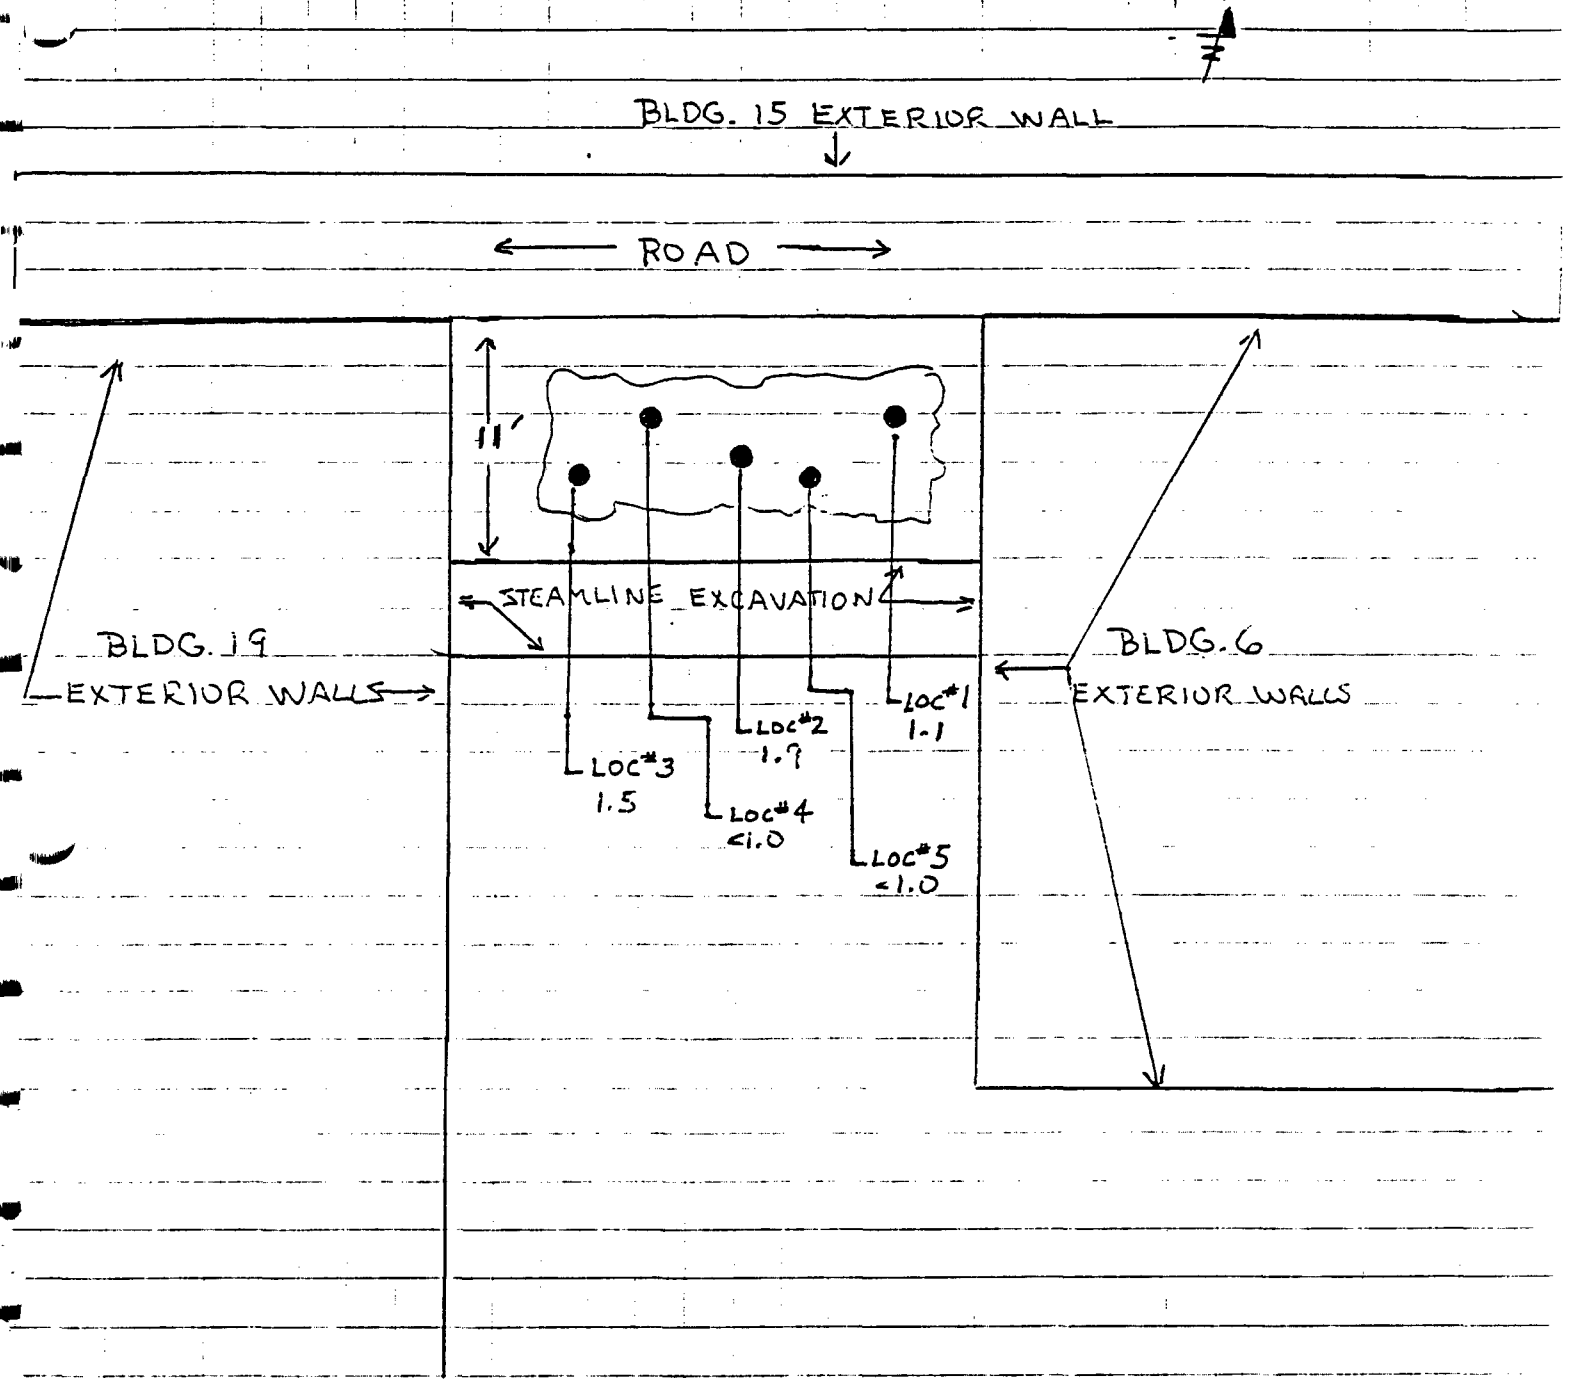 N
BLDG. 15 EXTERIOR WALL
ROAD
11'
STEAMLINE EXCAVATION
BLDG. 19
EXTERIOR WALLS
BLDG. 6
EXTERIOR WALLS
LOC#1
1.1
LOC#2
LOC#3
1.5
LOC#4
<1.0
LOC#5
<1.0